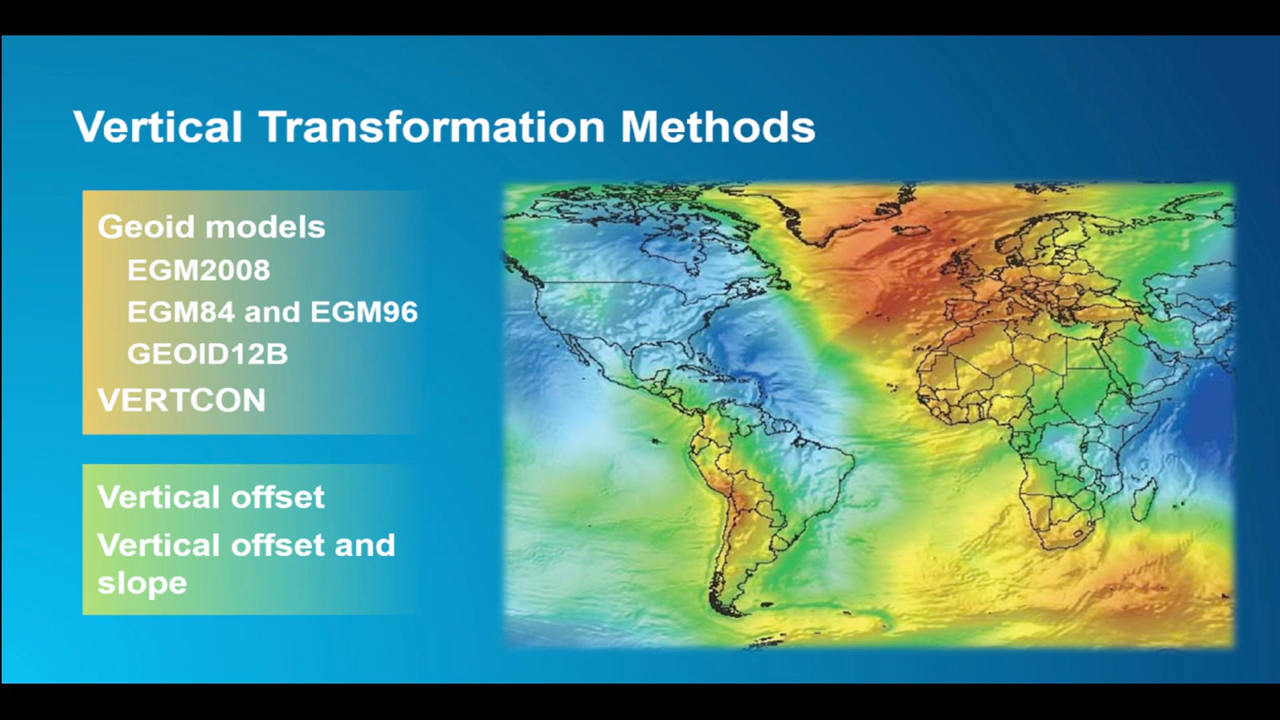 Vertical Transformation Methods
Geoid models
EGM2008
EGM84 and EGM96
GEOID12B
VERTCON
Vertical offset
Vertical offset and
slope